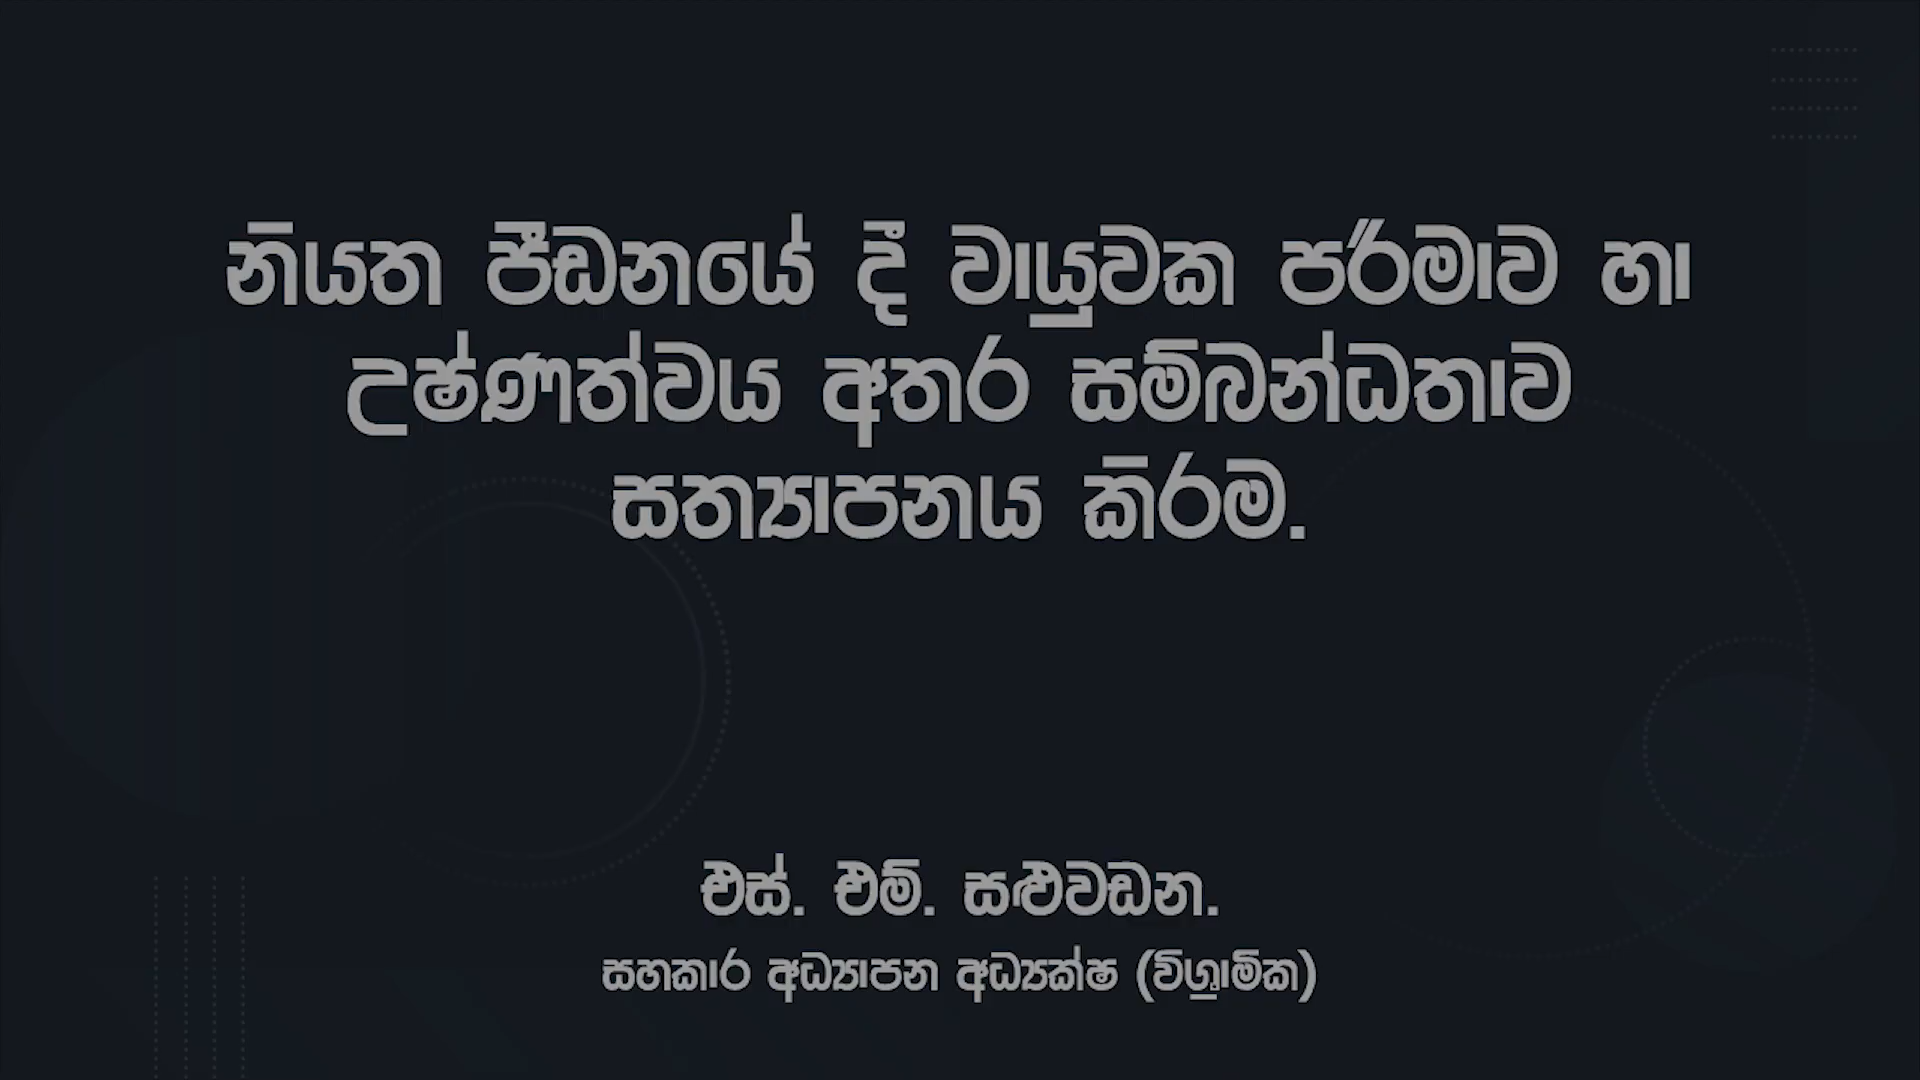 නියත පීඩනයේ දී වායුවක පරිමාව හා
උෂ්ණත්වය අතර සම්බන්ධතාව
සත්‍යාපනය කිරිම.
එස්. එම්. සළුවඩන.
සහකාර අධ්‍යාපන අධ්‍යක්ෂ (විශ්‍රාමික)